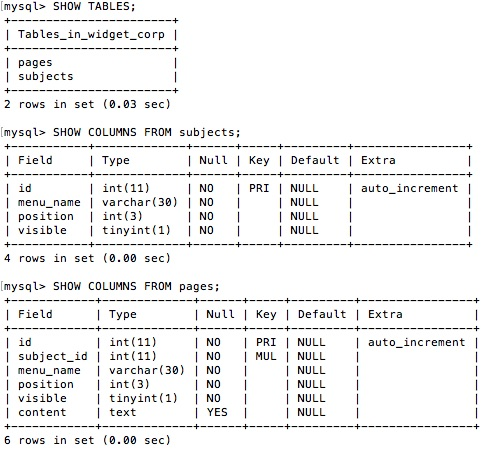 [mysql> SHOW TABLES;
+-----------------------+
| Tables_in_widget_corp |
+-----------------------+
| pages                 |
| subjects              |
+-----------------------+
2 rows in set (0.03 sec)

[mysql> SHOW COLUMNS FROM subjects;
+-----------+-------------+------+-----+---------+----------------+
| Field     | Type        | Null | Key | Default | Extra          |
+-----------+-------------+------+-----+---------+----------------+
| id        | int(11)     | NO   | PRI | NULL    | auto_increment |
| menu_name | varchar(30) | NO   |     | NULL    |                |
| position  | int(3)      | NO   |     | NULL    |                |
| visible   | tinyint(1)  | NO   |     | NULL    |                |
+-----------+-------------+------+-----+---------+----------------+
4 rows in set (0.00 sec)

[mysql> SHOW COLUMNS FROM pages;
+------------+-------------+------+-----+---------+----------------+
| Field      | Type        | Null | Key | Default | Extra          |
+------------+-------------+------+-----+---------+----------------+
| id         | int(11)     | NO   | PRI | NULL    | auto_increment |
| subject_id | int(11)     | NO   | MUL | NULL    |                |
| menu_name  | varchar(30) | NO   |     | NULL    |                |
| position   | int(3)      | NO   |     | NULL    |                |
| visible    | tinyint(1)  | NO   |     | NULL    |                |
| content    | text        | YES  |     | NULL    |                |
+------------+-------------+------+-----+---------+----------------+
6 rows in set (0.00 sec)